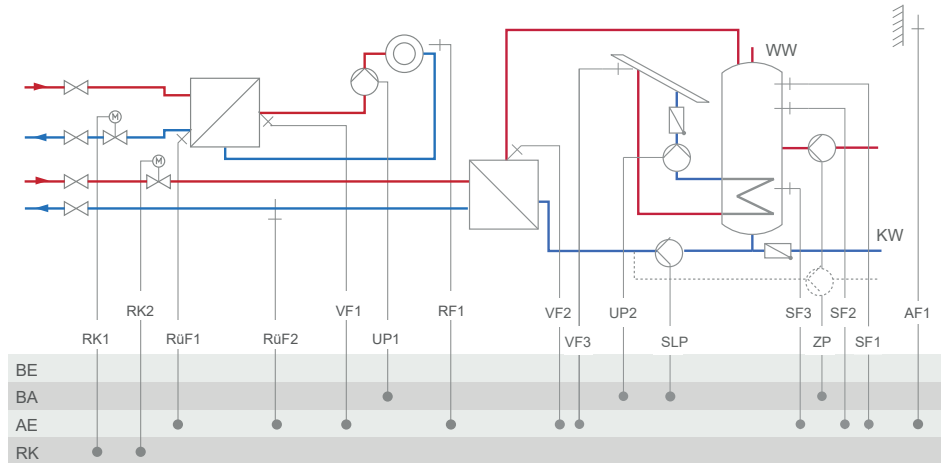 WW
M
M
KW
RK2 VF1 RF1 VF2 UP2 SF3 SF2 AF1
RK1 RüF1 RüF2 UP1 VF3 SLP ZP SF1
BE
BA
AE
RK